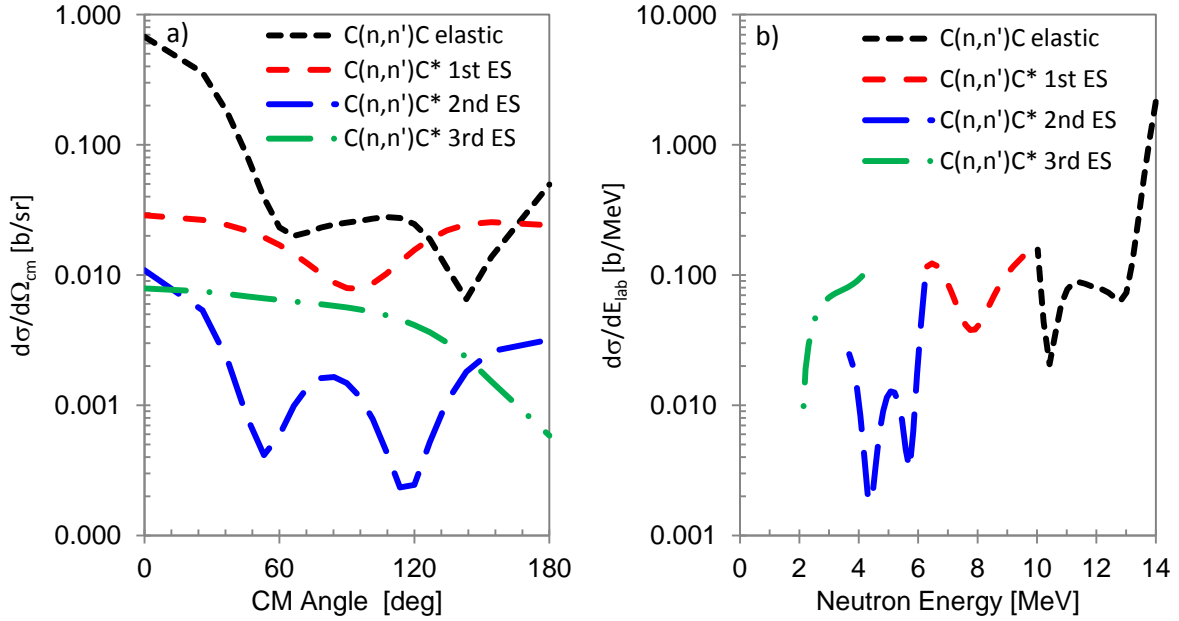 a)
C(n,n')C elastic
C(n,n')C* 1st ES
C(n,n')C* 2nd ES
C(n,n')C* 3rd ES
1.000
0.100
0.010
0.001
0.000
dσ/dΩcm [b/sr]
0 60 120 180
CM Angle [deg]
b)
C(n,n')C elastic
C(n,n')C* 1st ES
C(n,n')C* 2nd ES
C(n,n')C* 3rd ES
10.000
1.000
0.100
0.010
0.001
dσ/dElab [b/MeV]
0 2 4 6 8 10 12 14
Neutron Energy [MeV]